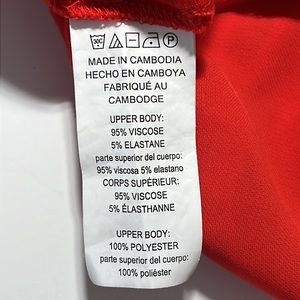 30C P
MADE IN CAMBODIA
HECHO EN CAMBOYA
FABRIQUÉ AU
CAMBODGE
UPPER BODY:
95% VISCOSE
5% ELASTANE
parte superior del cuerpo:
95% viscosa 5% elastano
CORPS SUPÉRIEUR:
95% VISCOSE
5% ÉLASTHANNE
UPPER BODY:
100% POLYESTER
parte superior del cuerpo:
100% poliéster